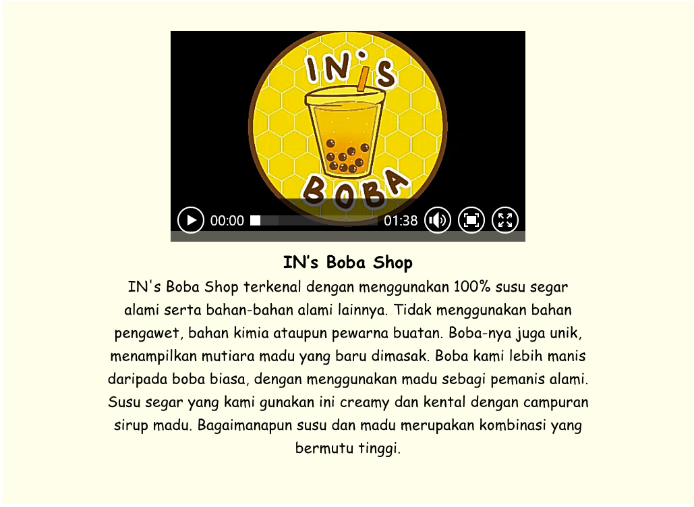 IN's
BOBA
00:00
01:38
IN's Boba Shop
IN's Boba Shop terkenal dengan menggunakan 100% susu segar
alami serta bahan-bahan alami lainnya. Tidak menggunakan bahan
pengawet, bahan kimia ataupun pewarna buatan. Boba-nya juga unik,
menampilkan mutiara madu yang baru dimasak. Boba kami lebih manis
daripada boba biasa, dengan menggunakan madu sebagi pemanis alami.
Susu segar yang kami gunakan ini creamy dan kental dengan campuran
sirup madu. Bagaimanapun susu dan madu merupakan kombinasi yang
bermutu tinggi.